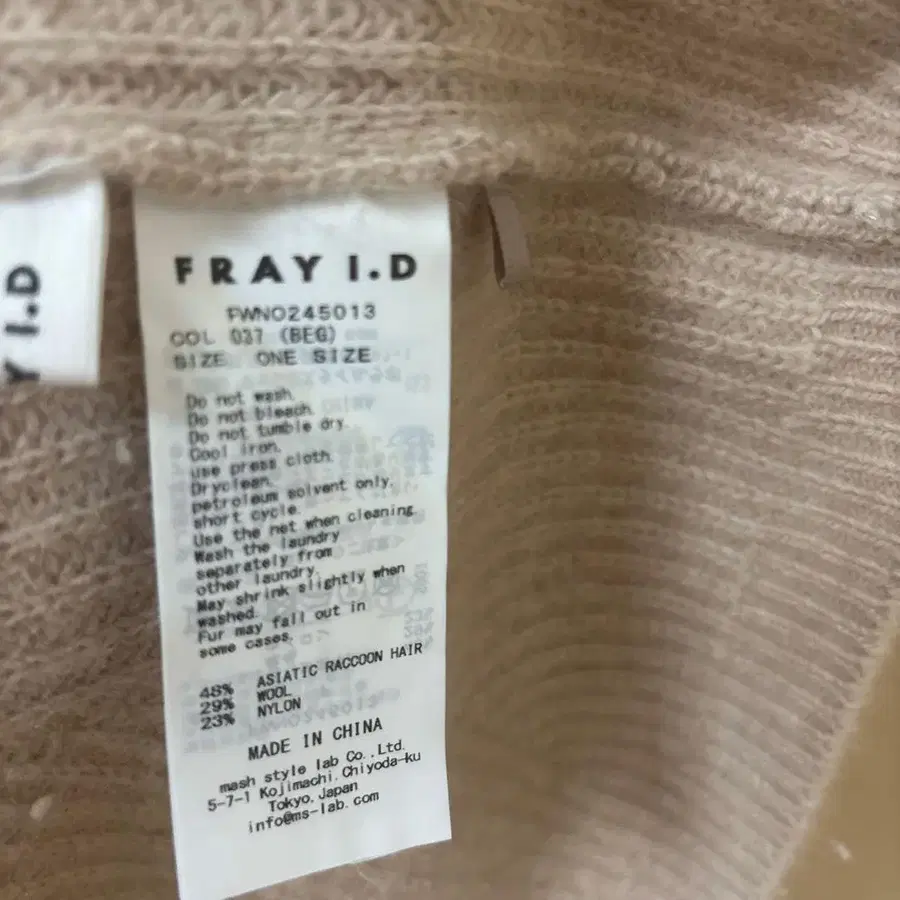 Y I.D
FRAY I.D
FWNO245013
COL 037 (BEG)
SIZE ONE SIZE
Do not wash.
Do not bleach.
Do not tumble dry.
Cool iron.
use press cloth.
Dryclean.
petroleum solvent only.
short cycle.
Use the net when cleaning.
Wash the laundry
separately from
other laundry.
May shrink slightly when
washed.
Fur may fall out in
some cases.
48% ASIATIC RACCOON HAIR
29% WOOL
23% NYLON
MADE IN CHINA
mash style lab Co.,Ltd.
5-7-1 Kojimachi,Chiyoda-ku
Tokyo,Japan
info@ms-lab.com